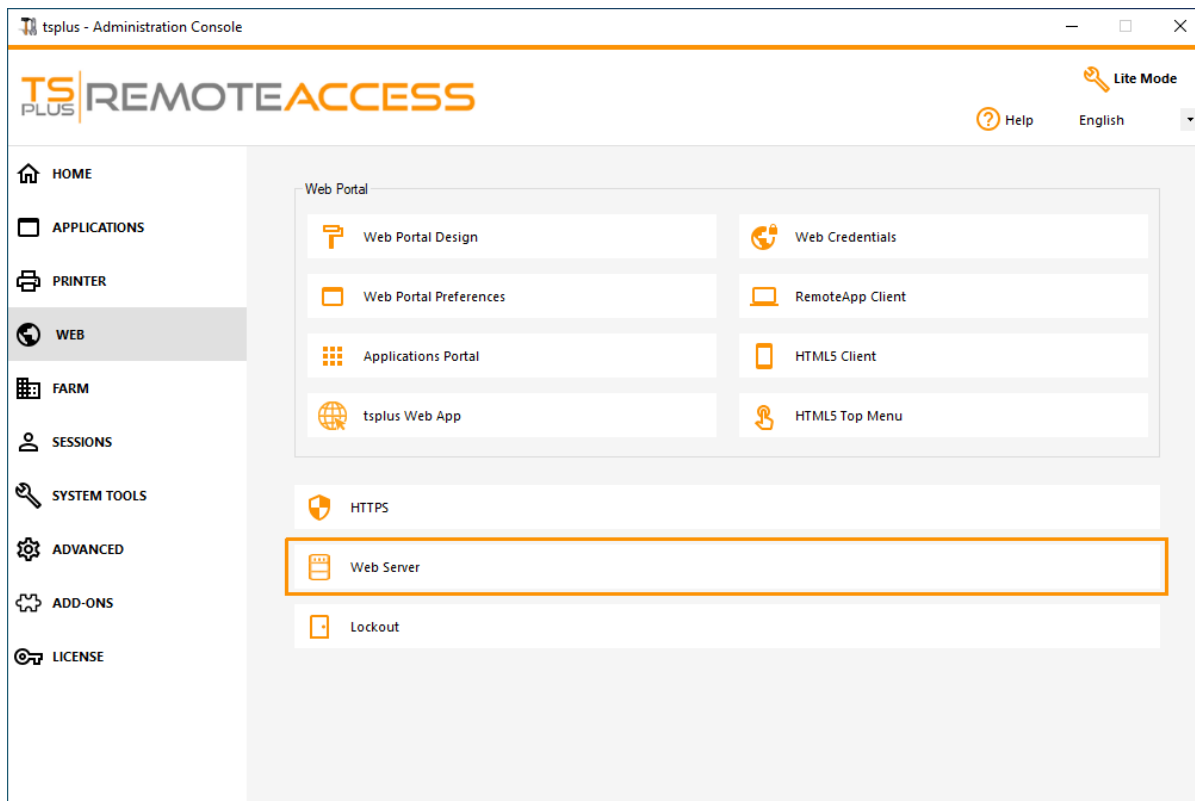 tsplus - Administration Console
TS PLUS REMOTEACCESS
Lite Mode
Help
English
HOME
APPLICATIONS
PRINTER
WEB
FARM
SESSIONS
SYSTEM TOOLS
ADVANCED
ADD-ONS
LICENSE
Web Portal
Web Portal Design
Web Credentials
Web Portal Preferences
RemoteApp Client
Applications Portal
HTML5 Client
tsplus Web App
HTML5 Top Menu
HTTPS
Web Server
Lockout